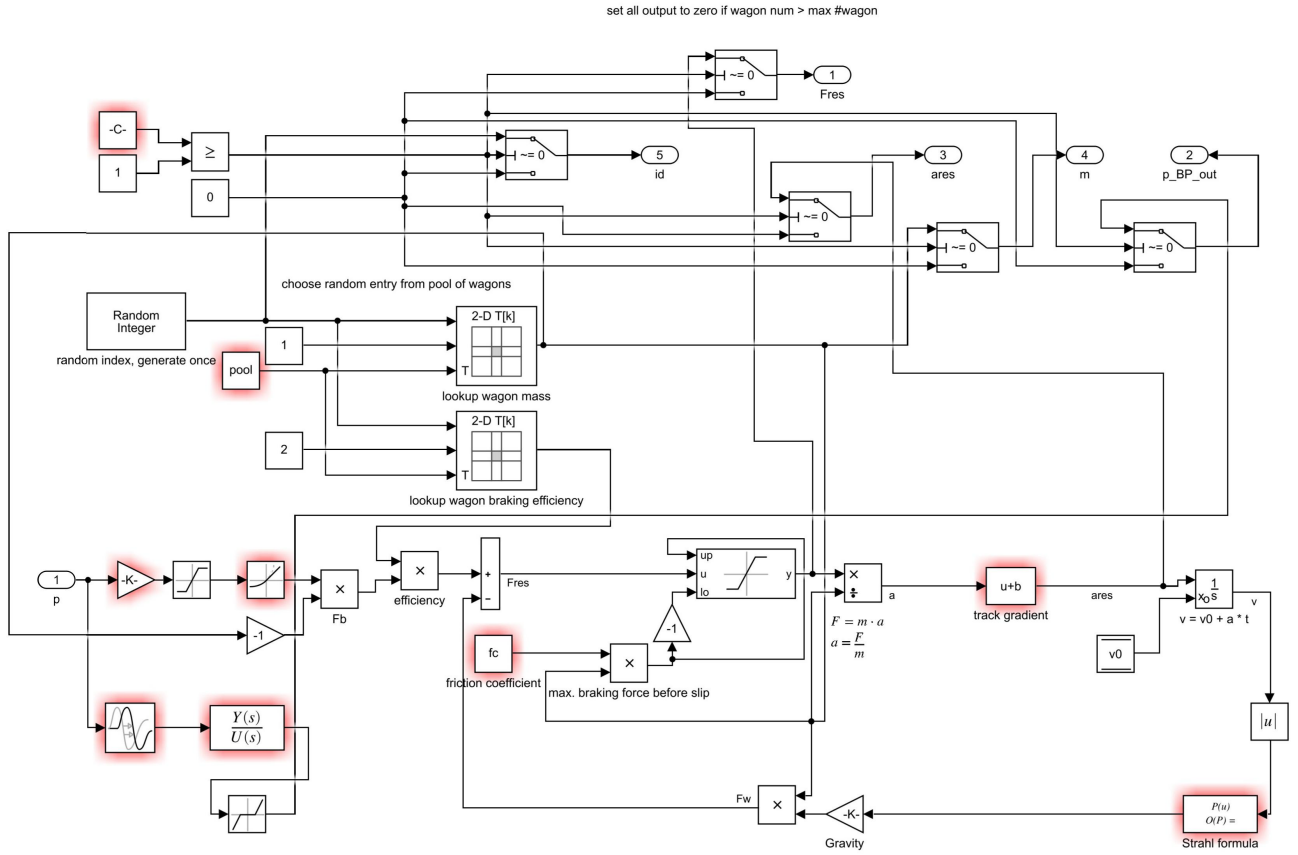 set all output to zero if wagon num > max #wagon
~= 0
1
Fres
-C-
1
≥
~= 0
5
id
3
ares
4
m
2
p_BP_out
0
~= 0
~= 0
~= 0
choose random entry from pool of wagons
Random
Integer
random index, generate once
1
pool
2-D T[k]
T
lookup wagon mass
2
2-D T[k]
T
lookup wagon braking efficiency
1
p
-K-
-1
×
Fb
×
efficiency
+
−
Fres
up
u
lo
y
-1
×
÷
a
F = m · a
a = F
m
u+b
track gradient
ares
1
s
xo
v
v = v0 + a * t
v0
fc
friction coefficient
×
max. braking force before slip
Y(s)
U(s)
|u|
Fw
×
-K-
Gravity
P(u)
O(P) =
Strahl formula